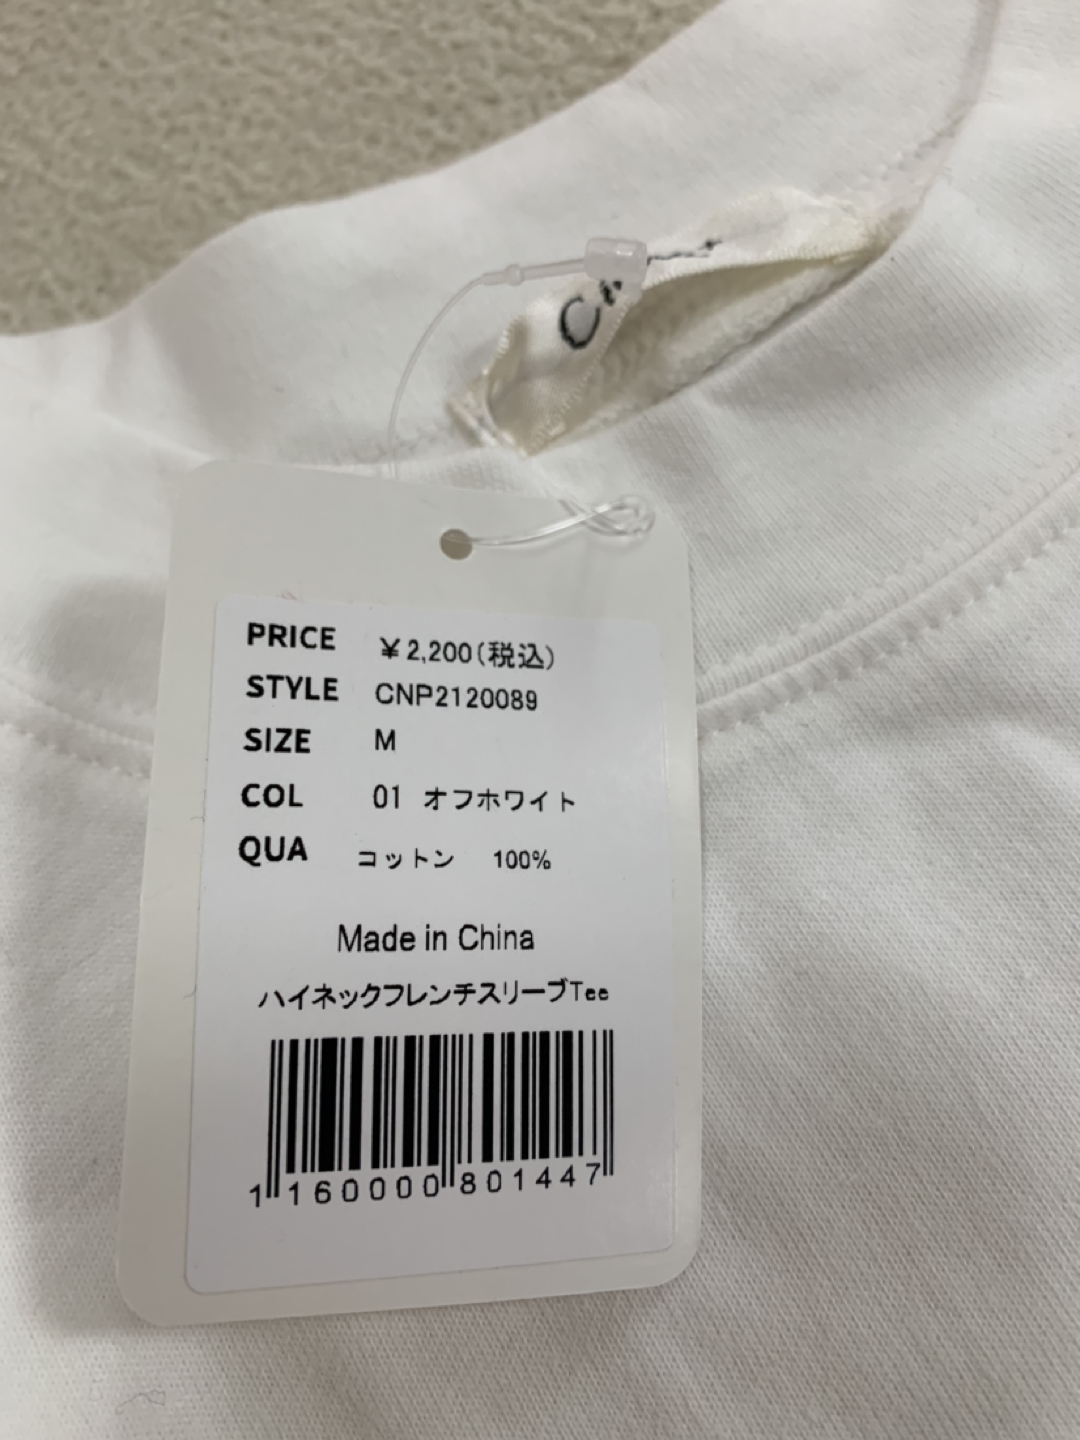 PRICE ¥2,200(税込)
STYLE CNP2120089
SIZE M
COL 01 オフホワイト
QUA コットン 100%
Made in China
ハイネックフレンチスリーブTee
1 160000 801447